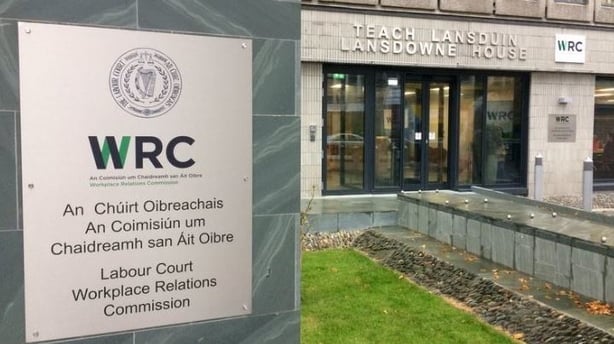 WRC
An Coimisiún um Chaidreamh san Áit Oibre
Workplace Relations Commission
An Chúirt Oibreachais
An Coimisiún um
Chaidreamh san Áit Oibre
Labour Court
Workplace Relations
Commission
TEACH LANSDUIN
LANSDOWNE HOUSE
WRC
WRC